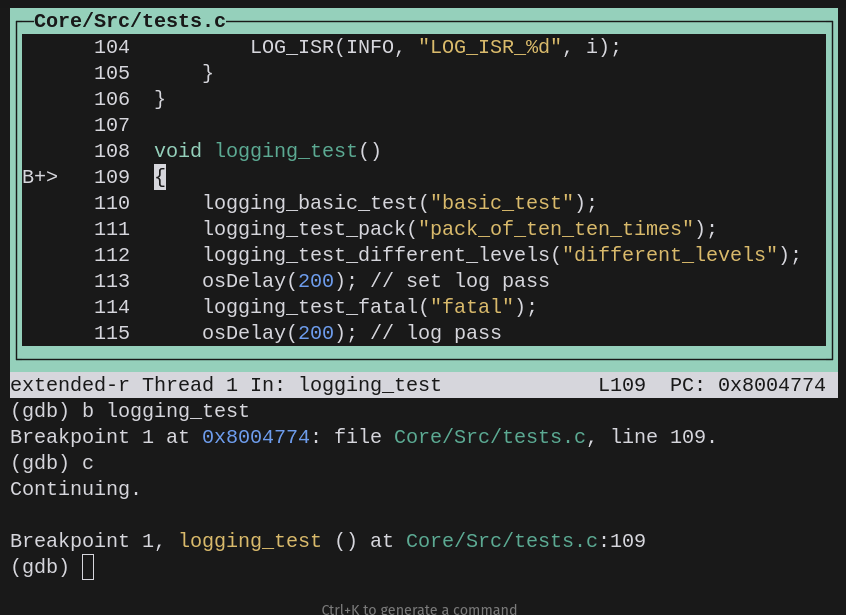 Core/Src/tests.c
104          LOG_ISR(INFO, "LOG_ISR_%d", i);
105      }
106  }
107
108  void logging_test()
B+>   109  {
110      logging_basic_test("basic_test");
111      logging_test_pack("pack_of_ten_ten_times");
112      logging_test_different_levels("different_levels");
113      osDelay(200); // set log pass
114      logging_test_fatal("fatal");
115      osDelay(200); // log pass
extended-r Thread 1 In: logging_test             L109  PC: 0x8004774
(gdb) b logging_test
Breakpoint 1 at 0x8004774: file Core/Src/tests.c, line 109.
(gdb) c
Continuing.
Breakpoint 1, logging_test () at Core/Src/tests.c:109
(gdb)
Ctrl+K to generate a command